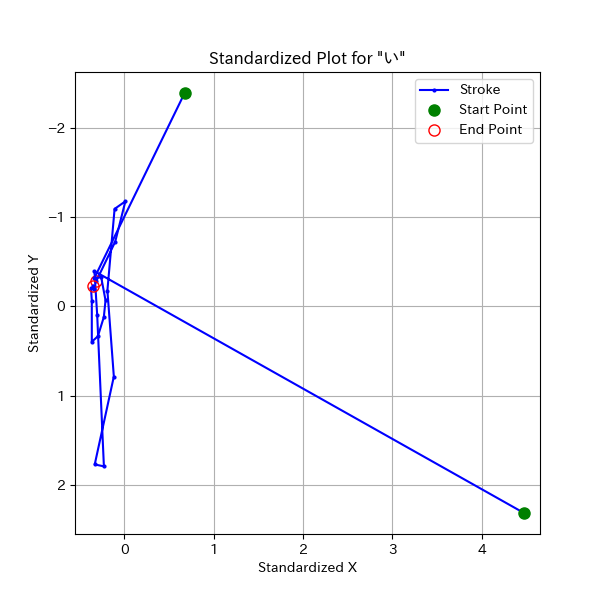 Standardized Plot for "い"
Stroke
Start Point
End Point
−2
−1
0
1
2
Standardized Y
0
1
2
3
4
Standardized X